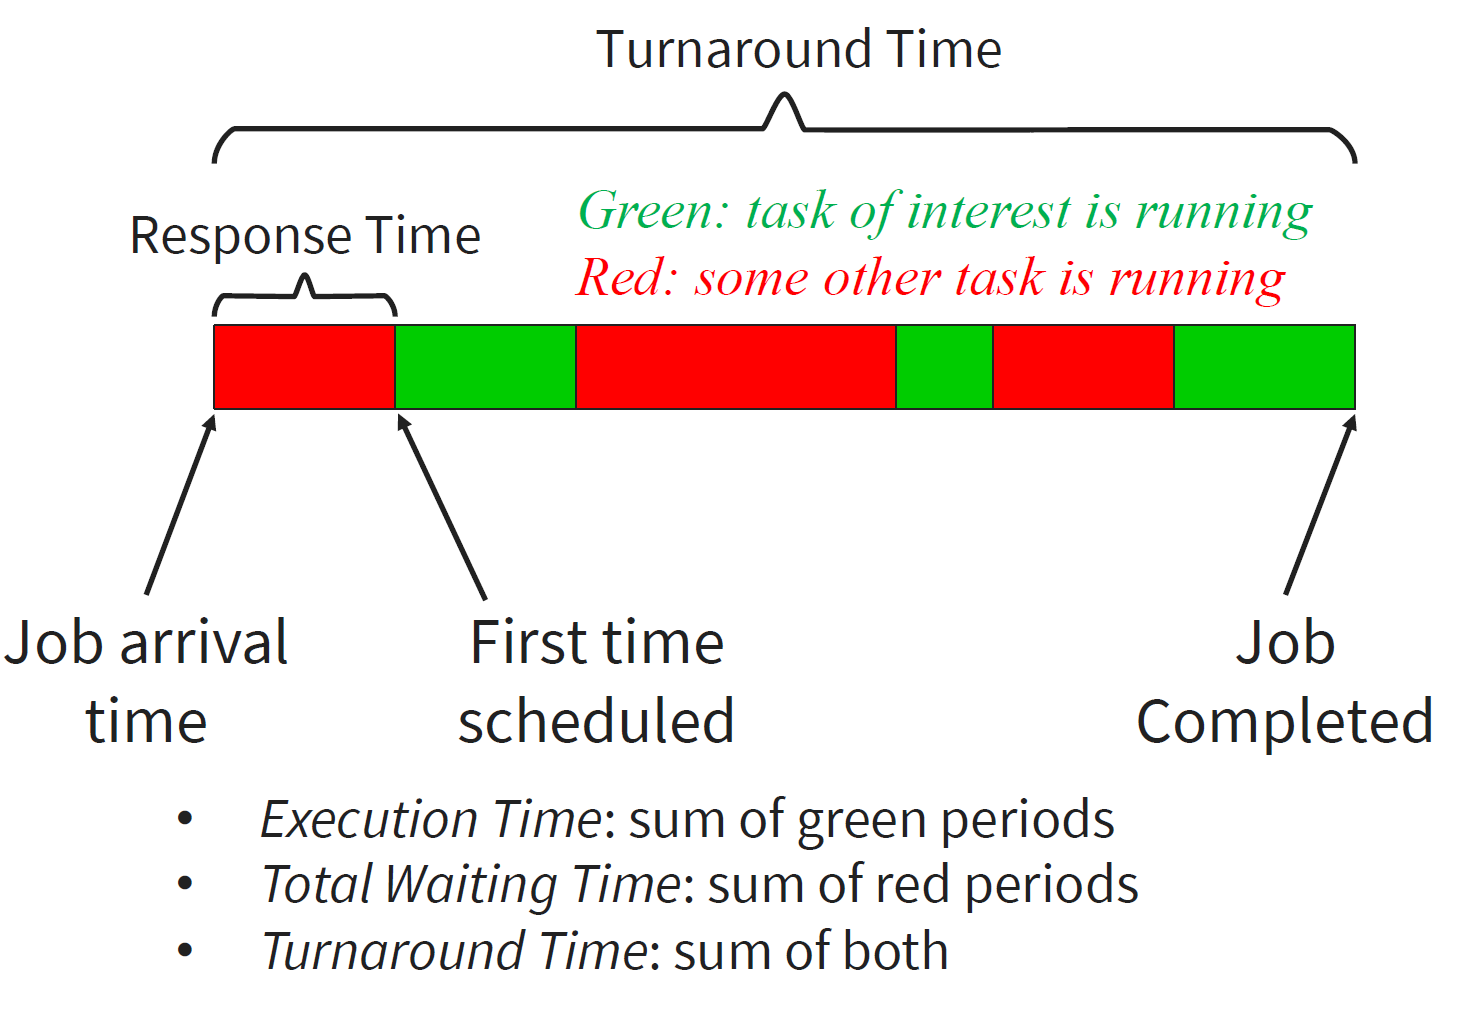 Turnaround Time
Response Time
Green: task of interest is running
Red: some other task is running
Job arrival
time
First time
scheduled
Job
Completed
• Execution Time: sum of green periods
• Total Waiting Time: sum of red periods
• Turnaround Time: sum of both